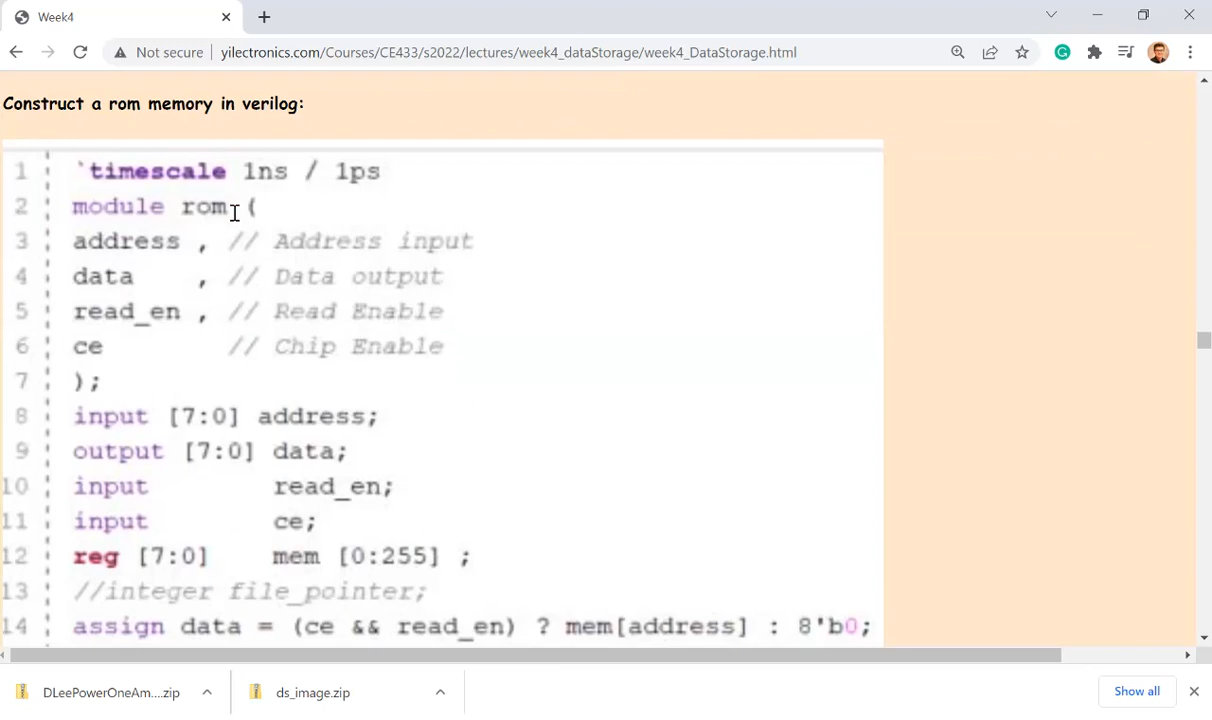 Week4
Not secure yilectronics.com/Courses/CE433/s2022/lectures/week4_dataStorage/week4_DataStorage.html
Construct a rom memory in verilog:
1 `timescale 1ns / 1ps
2 module rom (
3 address , // Address input
4 data , // Data output
5 read_en , // Read Enable
6 ce // Chip Enable
7 );
8 input [7:0] address;
9 output [7:0] data;
10 input read_en;
11 input ce;
12 reg [7:0] mem [0:255] ;
13 //integer file_pointer;
14 assign data = (ce && read_en) ? mem[address] : 8'b0;
DLeePowerOneAm....zip ds_image.zip Show all